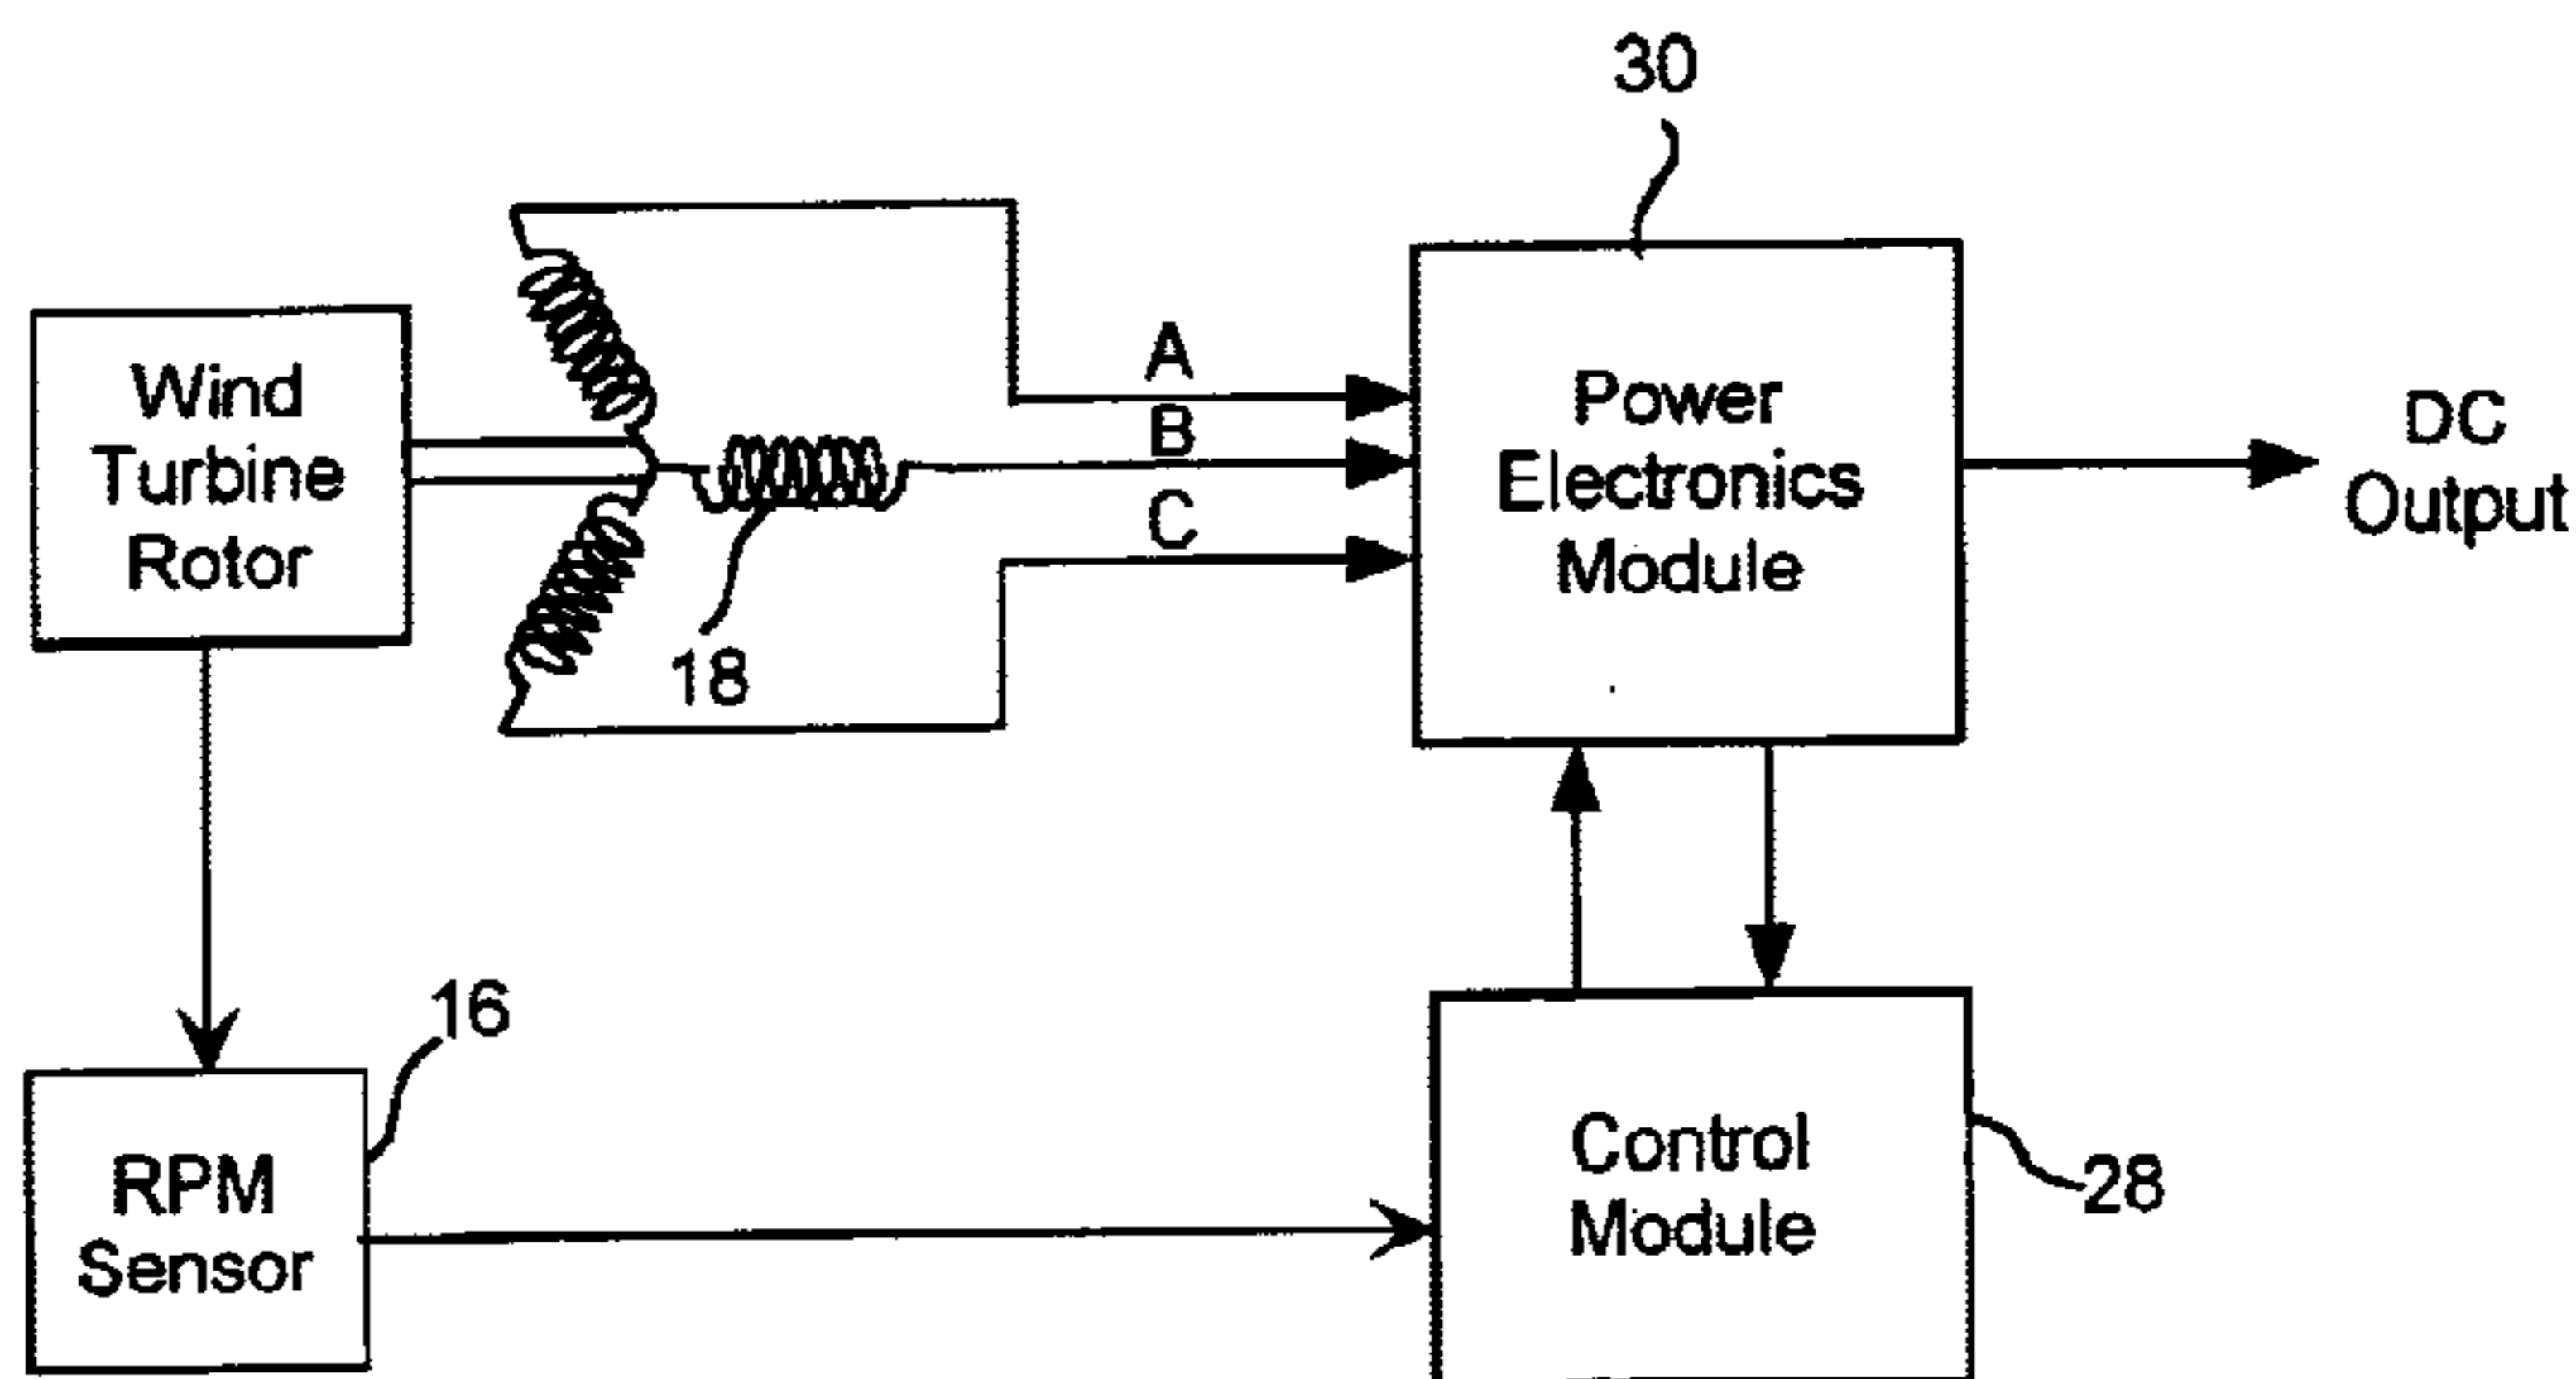 30
A
B
C
Wind
Turbine
Rotor
Power
Electronics
Module
DC
Output
18
16
RPM
Sensor
Control
Module
28